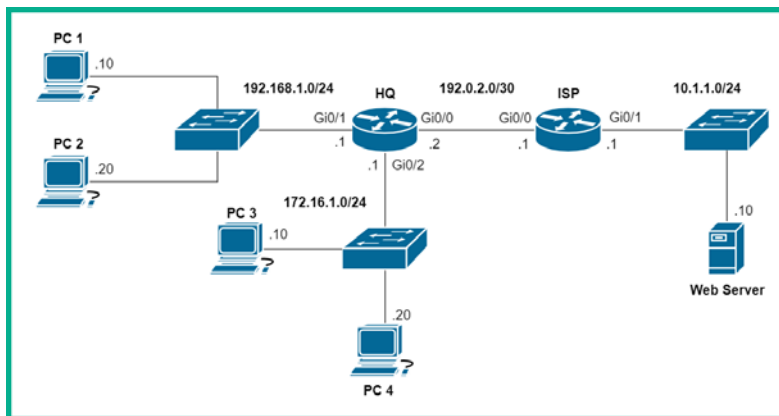 PC 1
.10
192.168.1.0/24
HQ
192.0.2.0/30
ISP
10.1.1.0/24
Gi0/1
Gi0/0
Gi0/0
Gi0/1
.1
.2
.1
.1
PC 2
.20
.1
Gi0/2
172.16.1.0/24
PC 3
.10
.10
Web Server
.20
PC 4